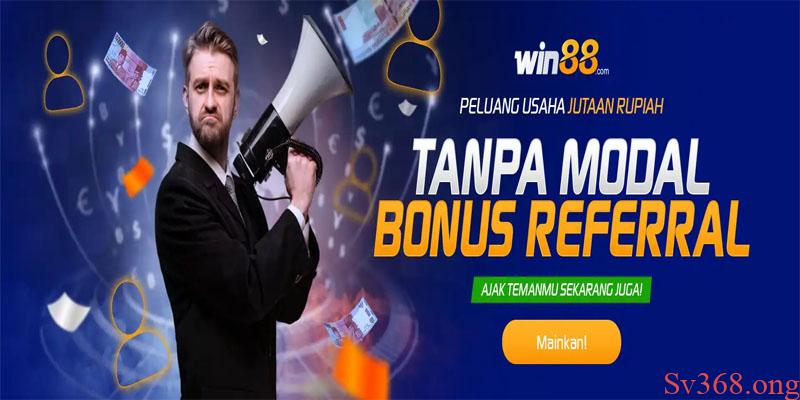 win88.com
PELUANG USAHA JUTAAN RUPIAH
TANPA MODAL
BONUS REFERRAL
AJAK TEMANMU SEKARANG JUGA!
Mainkan!
Sv368.ong